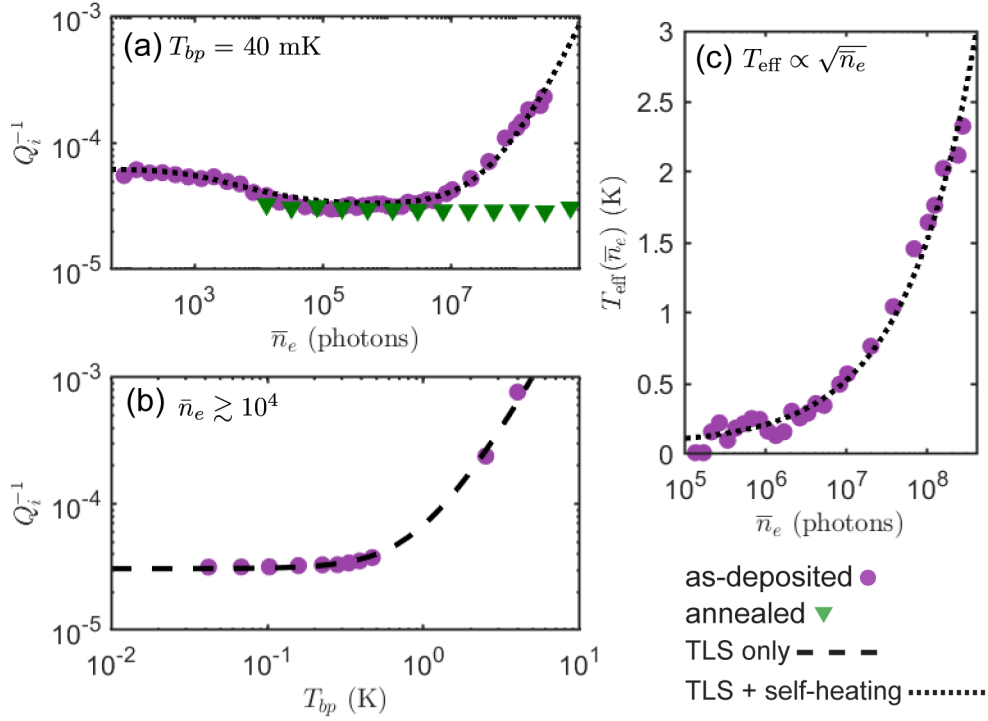 (a) T_bp = 40 mK
10^-3
10^-4
10^-5
Q_i^-1
10^3
10^5
10^7
n̅_e (photons)
(b) n̄_e ≳ 10^4
10^-3
10^-4
10^-5
Q_i^-1
10^-2
10^-1
10^0
10^1
T_bp (K)
(c) T_eff ∝ √n̅_e
3
2.5
2
1.5
1
0.5
0
T_eff(n̅_e) (K)
10^5
10^6
10^7
10^8
n̅_e (photons)
as-deposited
annealed
TLS only
TLS + self-heating